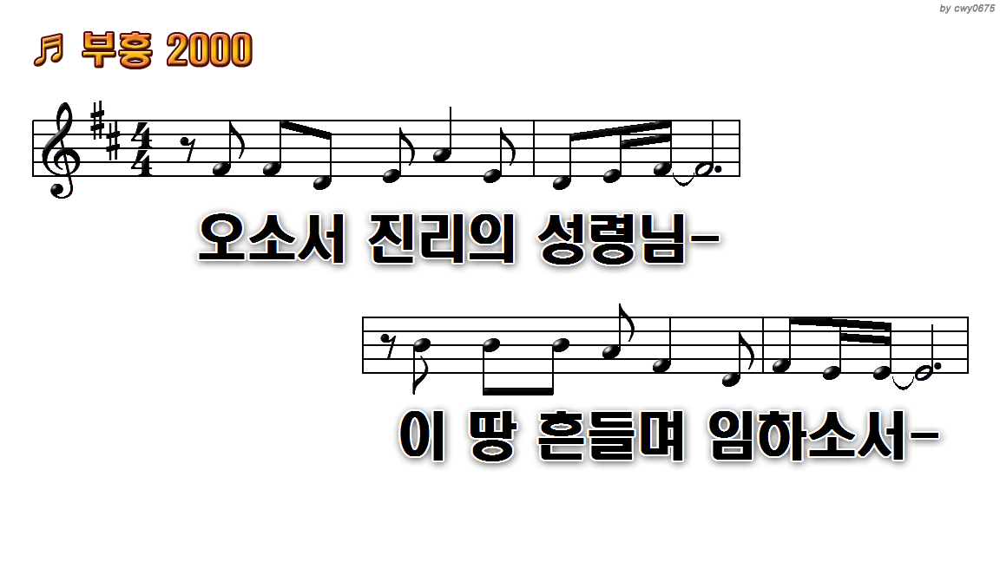 by cwy0675
♬ 부흥 2000
오소서 진리의 성령님-
이 땅 흔들며 임하소서-